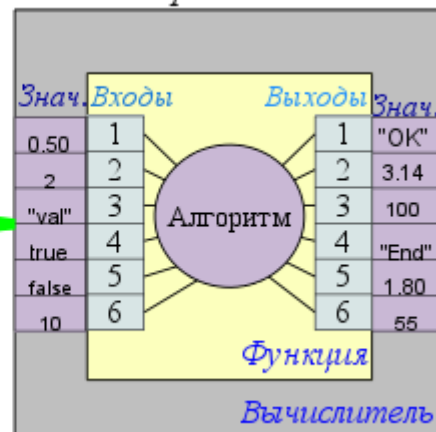 Знач. Входы Выходы Знач.
0.50 1 1 "OK"
2 2 2 3.14
"val" 3 Алгоритм 3 100
true 4 4 "End"
false 5 5 1.80
10 6 6 55
Функция
Вычислитель